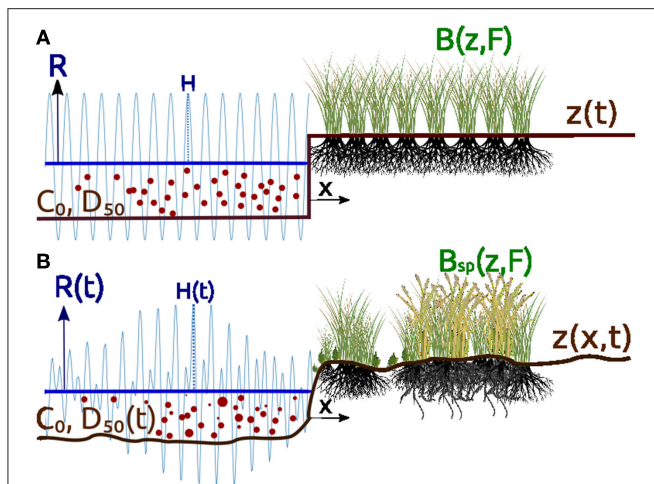 A
B(z,F)
R
H
z(t)
C₀, D₅₀
x
B
Bsp(z,F)
R(t)
H(t)
z(x,t)
C₀, D₅₀(t)
x